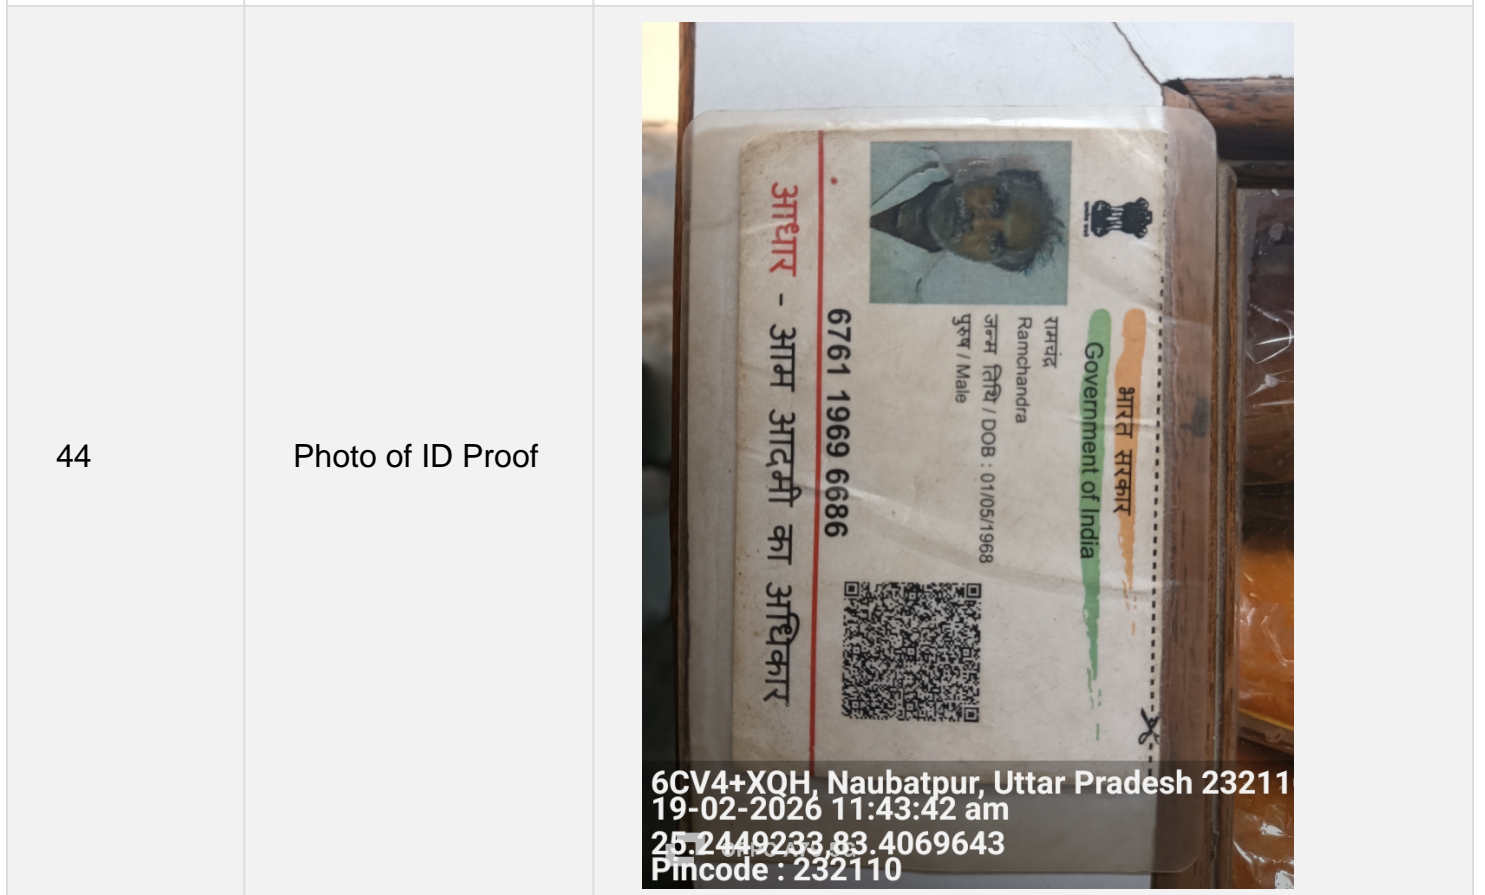 44
Photo of ID Proof
भारत सरकार
Government of India
रामचंद्र
Ramchandra
जन्म तिथि / DOB : 01/05/1968
पुरुष / Male
6761 1969 6686
आधार - आम आदमी का अधिकार
6CV4+XQH, Naubatpur, Uttar Pradesh 232110
19-02-2026 11:43:42 am
25.2449233,83.4069643
Pincode : 232110